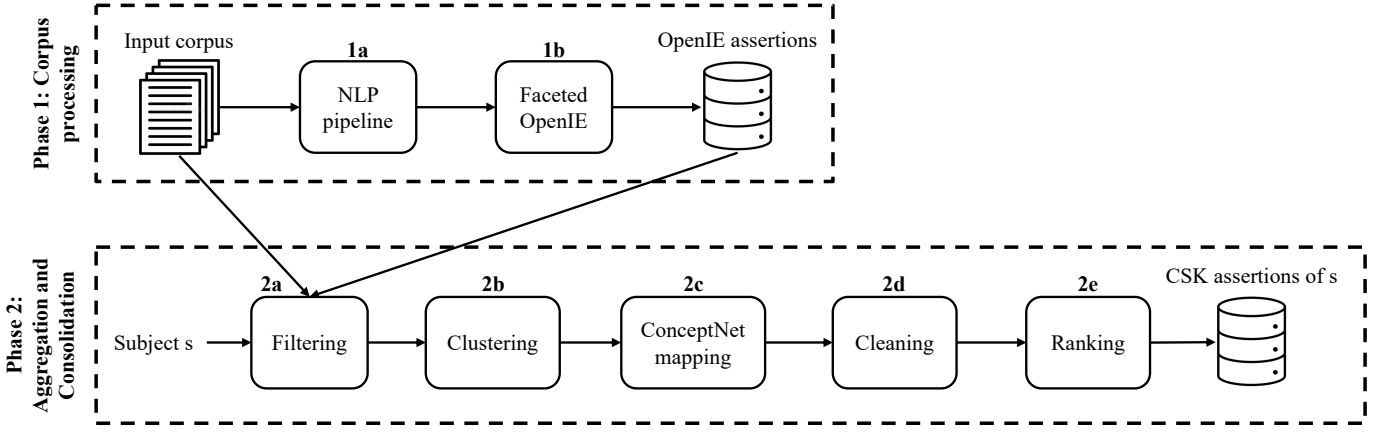 Phase 1: Corpus
processing
Input corpus
1a
NLP
pipeline
1b
Faceted
OpenIE
OpenIE assertions
Phase 2:
Aggregation and
Consolidation
Subject s
2a
Filtering
2b
Clustering
2c
ConceptNet
mapping
2d
Cleaning
2e
Ranking
CSK assertions of s